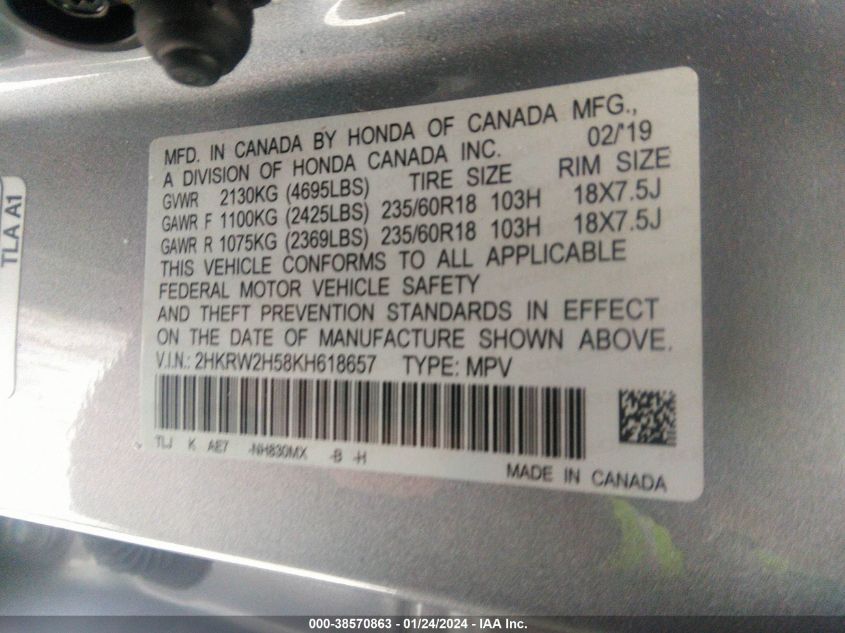 TLA A1
MFD. IN CANADA BY HONDA OF CANADA MFG.,
A DIVISION OF HONDA CANADA INC. 02/'19
GVWR 2130KG (4695LBS) TIRE SIZE RIM SIZE
GAWR F 1100KG (2425LBS) 235/60R18 103H 18X7.5J
GAWR R 1075KG (2369LBS) 235/60R18 103H 18X7.5J
THIS VEHICLE CONFORMS TO ALL APPLICABLE
FEDERAL MOTOR VEHICLE SAFETY
AND THEFT PREVENTION STANDARDS IN EFFECT
ON THE DATE OF MANUFACTURE SHOWN ABOVE.
V.I.N.: 2HKRW2H58KH618657 TYPE: MPV
TLJ K AE7 -NH830MX -B -H
MADE IN CANADA
000-38570863 - 01/24/2024 - IAA Inc.